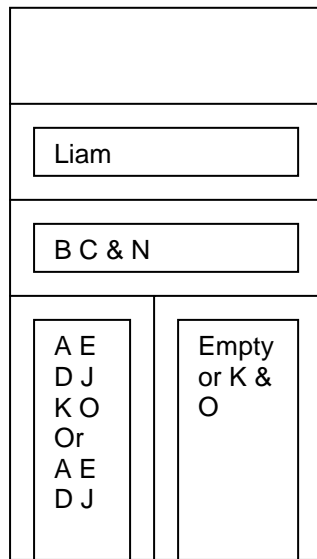 Liam
B C & N
A E
D J
K O
Or
A E
D J
Empty
or K &
O